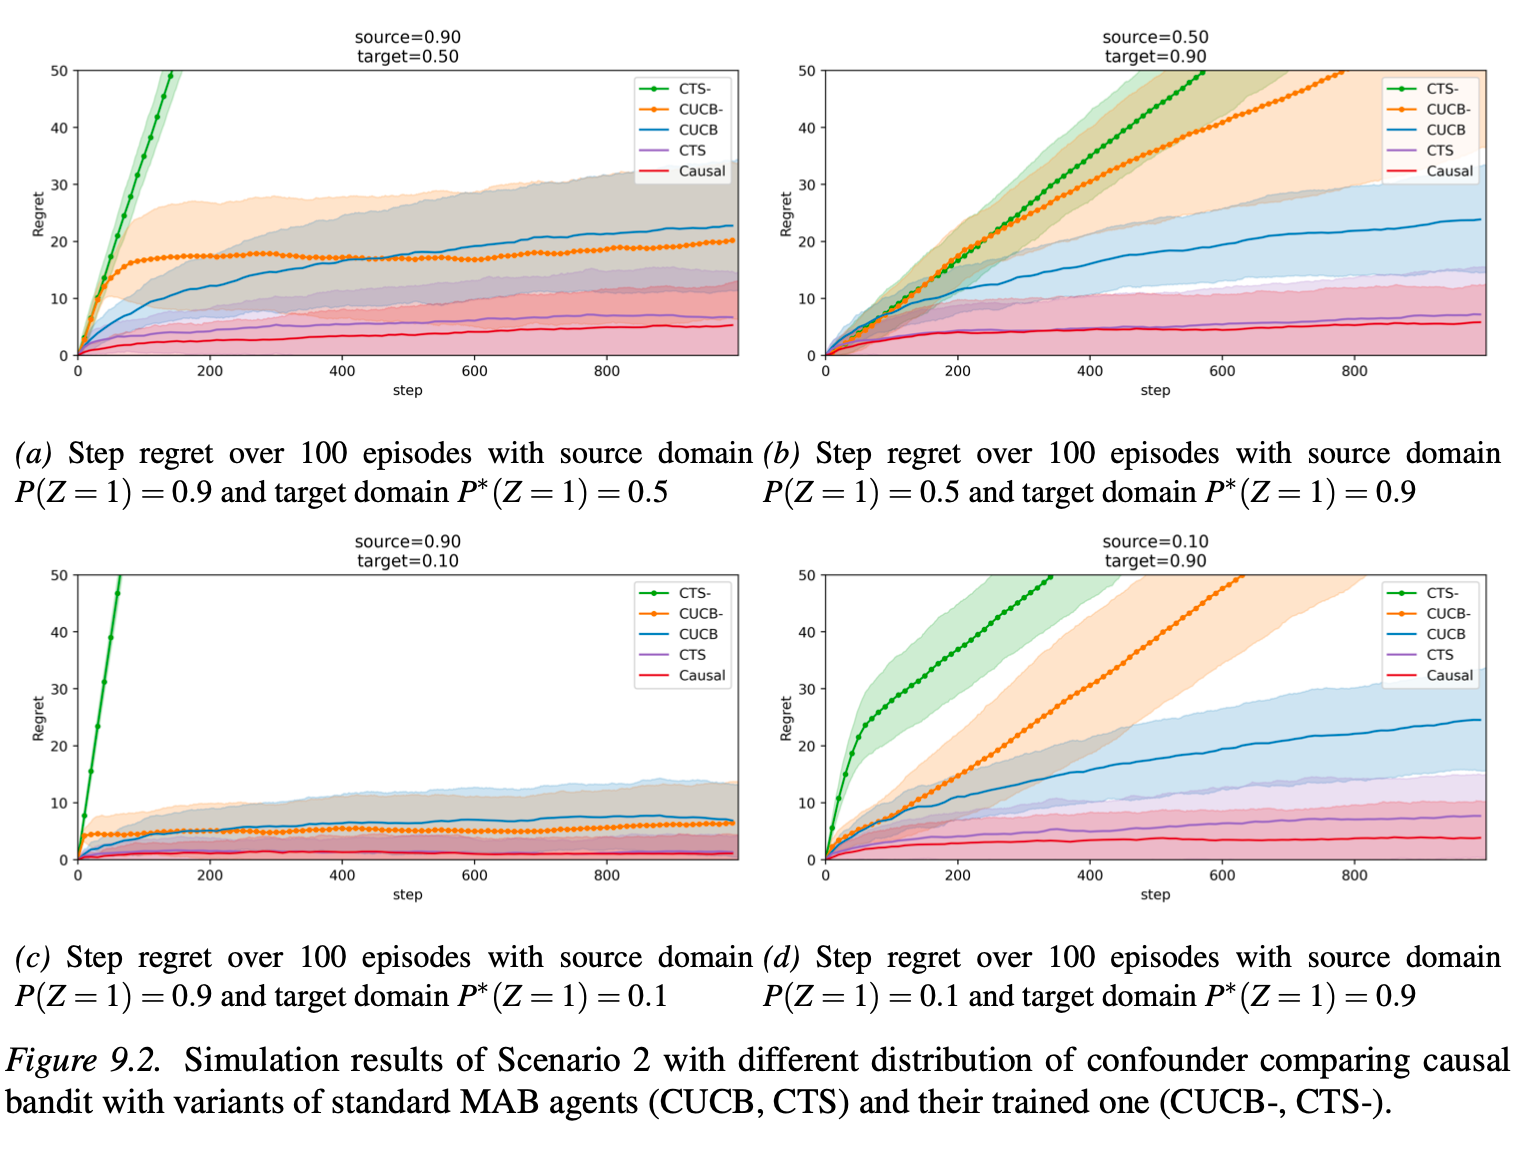 source=0.90
target=0.50
50
40
30
20
10
0
Regret
0 200 400 600 800
step
CTS-
CUCB-
CUCB
CTS
Causal
source=0.50
target=0.90
50
40
30
20
10
0
Regret
0 200 400 600 800
step
CTS-
CUCB-
CUCB
CTS
Causal
(a) Step regret over 100 episodes with source domain
P(Z = 1) = 0.9 and target domain P*(Z = 1) = 0.5
(b) Step regret over 100 episodes with source domain
P(Z = 1) = 0.5 and target domain P*(Z = 1) = 0.9
source=0.90
target=0.10
50
40
30
20
10
0
Regret
0 200 400 600 800
step
CTS-
CUCB-
CUCB
CTS
Causal
source=0.10
target=0.90
50
40
30
20
10
0
Regret
0 200 400 600 800
step
CTS-
CUCB-
CUCB
CTS
Causal
(c) Step regret over 100 episodes with source domain
P(Z = 1) = 0.9 and target domain P*(Z = 1) = 0.1
(d) Step regret over 100 episodes with source domain
P(Z = 1) = 0.1 and target domain P*(Z = 1) = 0.9
Figure 9.2. Simulation results of Scenario 2 with different distribution of confounder comparing causal
bandit with variants of standard MAB agents (CUCB, CTS) and their trained one (CUCB-, CTS-).